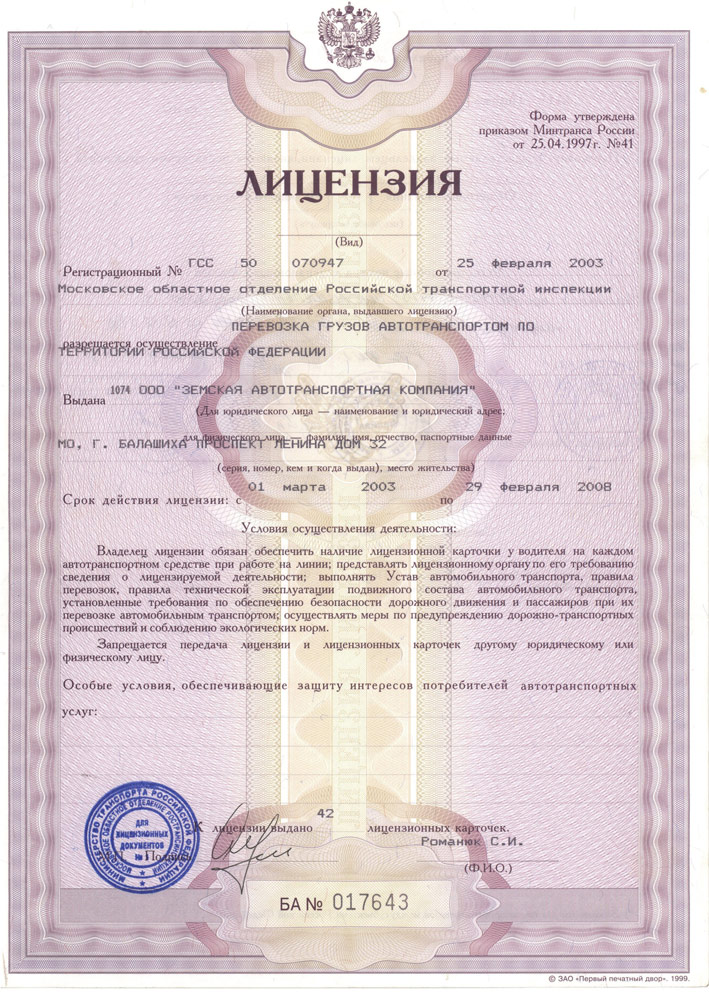 Форма утверждена
приказом Минтранса России
от 25.04.1997г. №41
ЛИЦЕНЗИЯ
(Вид)
Регистрационный № ГСС 50 070947 от 25 февраля 2003
Московское областное отделение Российской транспортной инспекции
(Наименование органа, выдавшего лицензию)
ПЕРЕВОЗКА ГРУЗОВ АВТОТРАНСПОРТОМ ПО
разрешается осуществление
ТЕРРИТОРИИ РОССИЙСКОЙ ФЕДЕРАЦИИ
Выдана 1074 ООО "ЗЕМСКАЯ АВТОТРАНСПОРТНАЯ КОМПАНИЯ"
(Для юридического лица — наименование и юридический адрес;
для физического лица — фамилия, имя, отчество, паспортные данные
МО, Г. БАЛАШИХА ПРОСПЕКТ ЛЕНИНА ДОМ 32
(серия, номер, кем и когда выдан), место жительства)
Срок действия лицензии: с 01 марта 2003 по 29 февраля 2008
Условия осуществления деятельности:
Владелец лицензии обязан обеспечить наличие лицензионной карточки у водителя на каждом
автотранспортном средстве при работе на линии; представлять лицензионному органу по его требованию
сведения о лицензируемой деятельности; выполнять Устав автомобильного транспорта, правила
перевозок, правила технической эксплуатации подвижного состава автомобильного транспорта,
установленные требования по обеспечению безопасности дорожного движения и пассажиров при их
перевозке автомобильным транспортом; осуществлять меры по предупреждению дорожно-транспортных
происшествий и соблюдению экологических норм.
Запрещается передача лицензии и лицензионных карточек другому юридическому или
физическому лицу.
Особые условия, обеспечивающие защиту интересов потребителей автотранспортных
услуг:
К лицензии выдано 42 лицензионных карточек.
Романюк С.И.
Подпись
(Ф.И.О.)
МИНИСТЕРСТВО ТРАНСПОРТА РОССИЙСКОЙ ФЕДЕРАЦИИ
МОСКОВСКОЕ ОБЛАСТНОЕ ОТДЕЛЕНИЕ РОСТРАНСИНСПЕКЦИИ
ДЛЯ
ЛИЦЕНЗИОННЫХ
ДОКУМЕНТОВ
№ 1
БА № 017643
© ЗАО «Первый печатный двор». 1999.